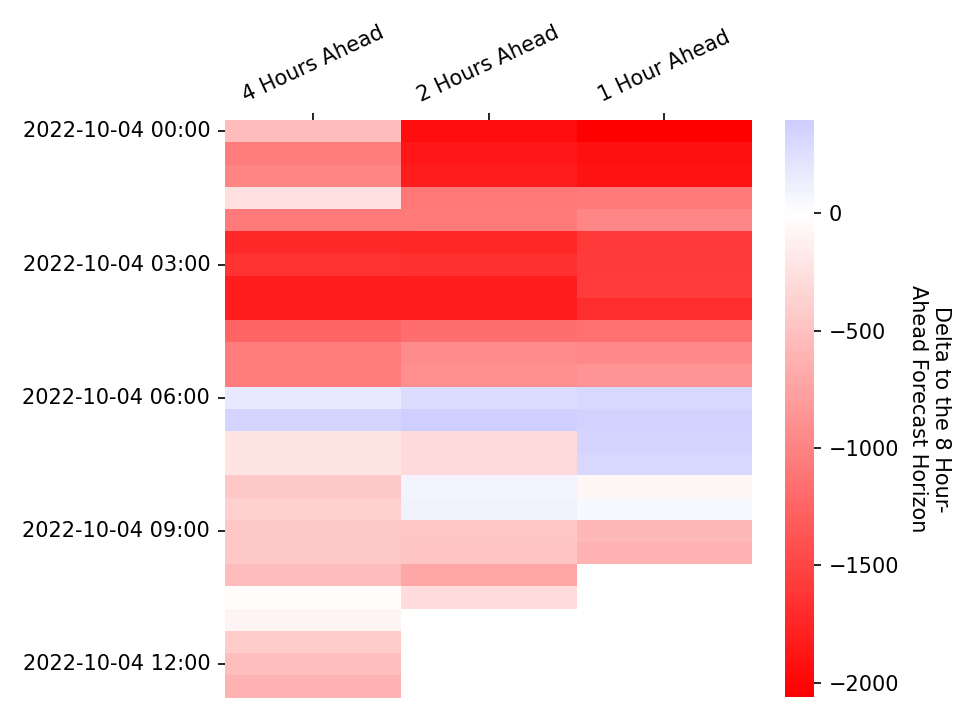 4 Hours Ahead
2 Hours Ahead
1 Hour Ahead
2022-10-04 00:00
2022-10-04 03:00
2022-10-04 06:00
2022-10-04 09:00
2022-10-04 12:00
0
−500
−1000
−1500
−2000
Delta to the 8 Hour-
Ahead Forecast Horizon